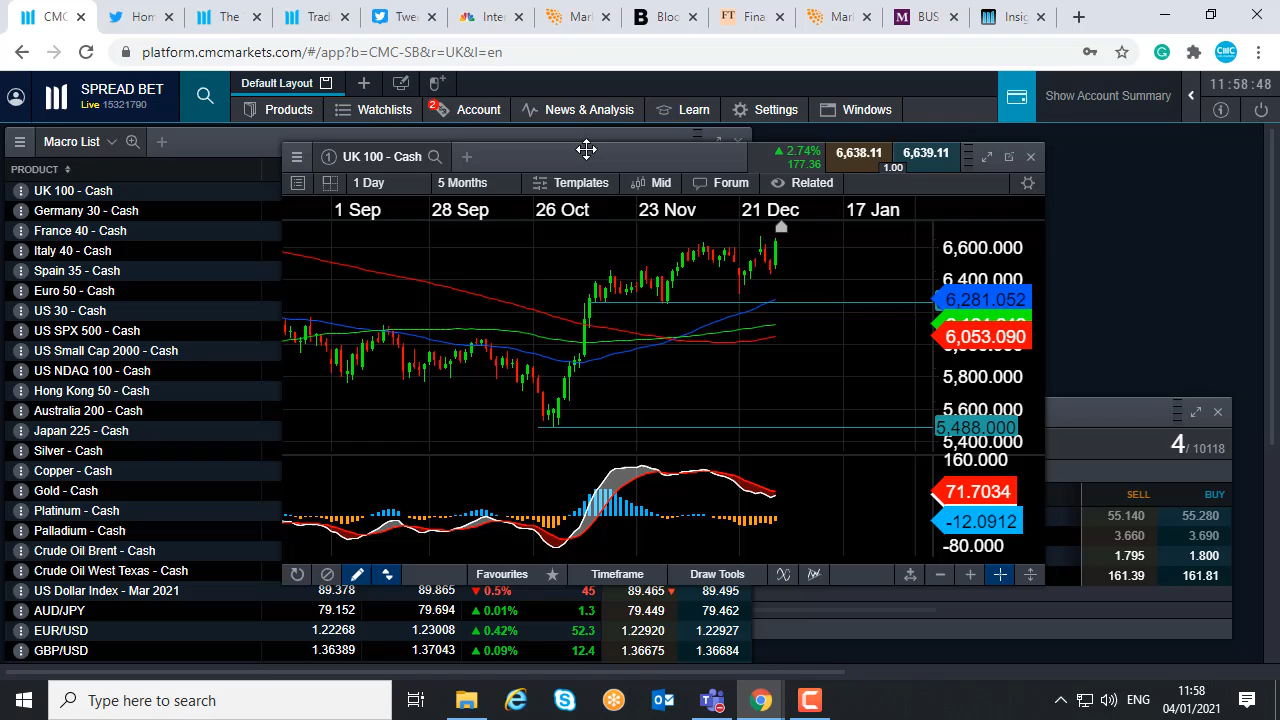 CMC
Hom
The
Tradi
Twee
Inter
Mark
Bloo
Fina
Mark
BUS
Insig
platform.cmcmarkets.com/#/app?b=CMC-SB&r=UK&l=en
SPREAD BET
Live 15321790
Default Layout
Products
Watchlists
2
Account
News & Analysis
Learn
Settings
Windows
Show Account Summary
11:58:48
Macro List
PRODUCT
UK 100 - Cash
Germany 30 - Cash
France 40 - Cash
Italy 40 - Cash
Spain 35 - Cash
Euro 50 - Cash
US 30 - Cash
US SPX 500 - Cash
US Small Cap 2000 - Cash
US NDAQ 100 - Cash
Hong Kong 50 - Cash
Australia 200 - Cash
Japan 225 - Cash
Silver - Cash
Copper - Cash
Gold - Cash
Platinum - Cash
Palladium - Cash
Crude Oil Brent - Cash
Crude Oil West Texas - Cash
US Dollar Index - Mar 2021 89.378 89.865 0.5% 45 89.465 89.495
AUD/JPY 79.152 79.694 0.01% 1.3 79.449 79.462
EUR/USD 1.22268 1.23008 0.42% 52.3 1.22920 1.22927
GBP/USD 1.36389 1.37043 0.09% 12.4 1.36675 1.36684
1 UK 100 - Cash
2.74%
177.36
6,638.11 6,639.11
1.00
1 Day
5 Months
Templates
Mid
Forum
Related
1 Sep 28 Sep 26 Oct 23 Nov 21 Dec 17 Jan
6,600.000
6,400.000
6,281.052
6,053.090
5,800.000
5,600.000
5,488.000
5,400.000
160.000
71.7034
-12.0912
-80.000
Favourites
Timeframe
Draw Tools
4 / 10118
SELL BUY
55.140 55.280
3.660 3.690
1.795 1.800
161.39 161.81
Type here to search
ENG
11:58
04/01/2021